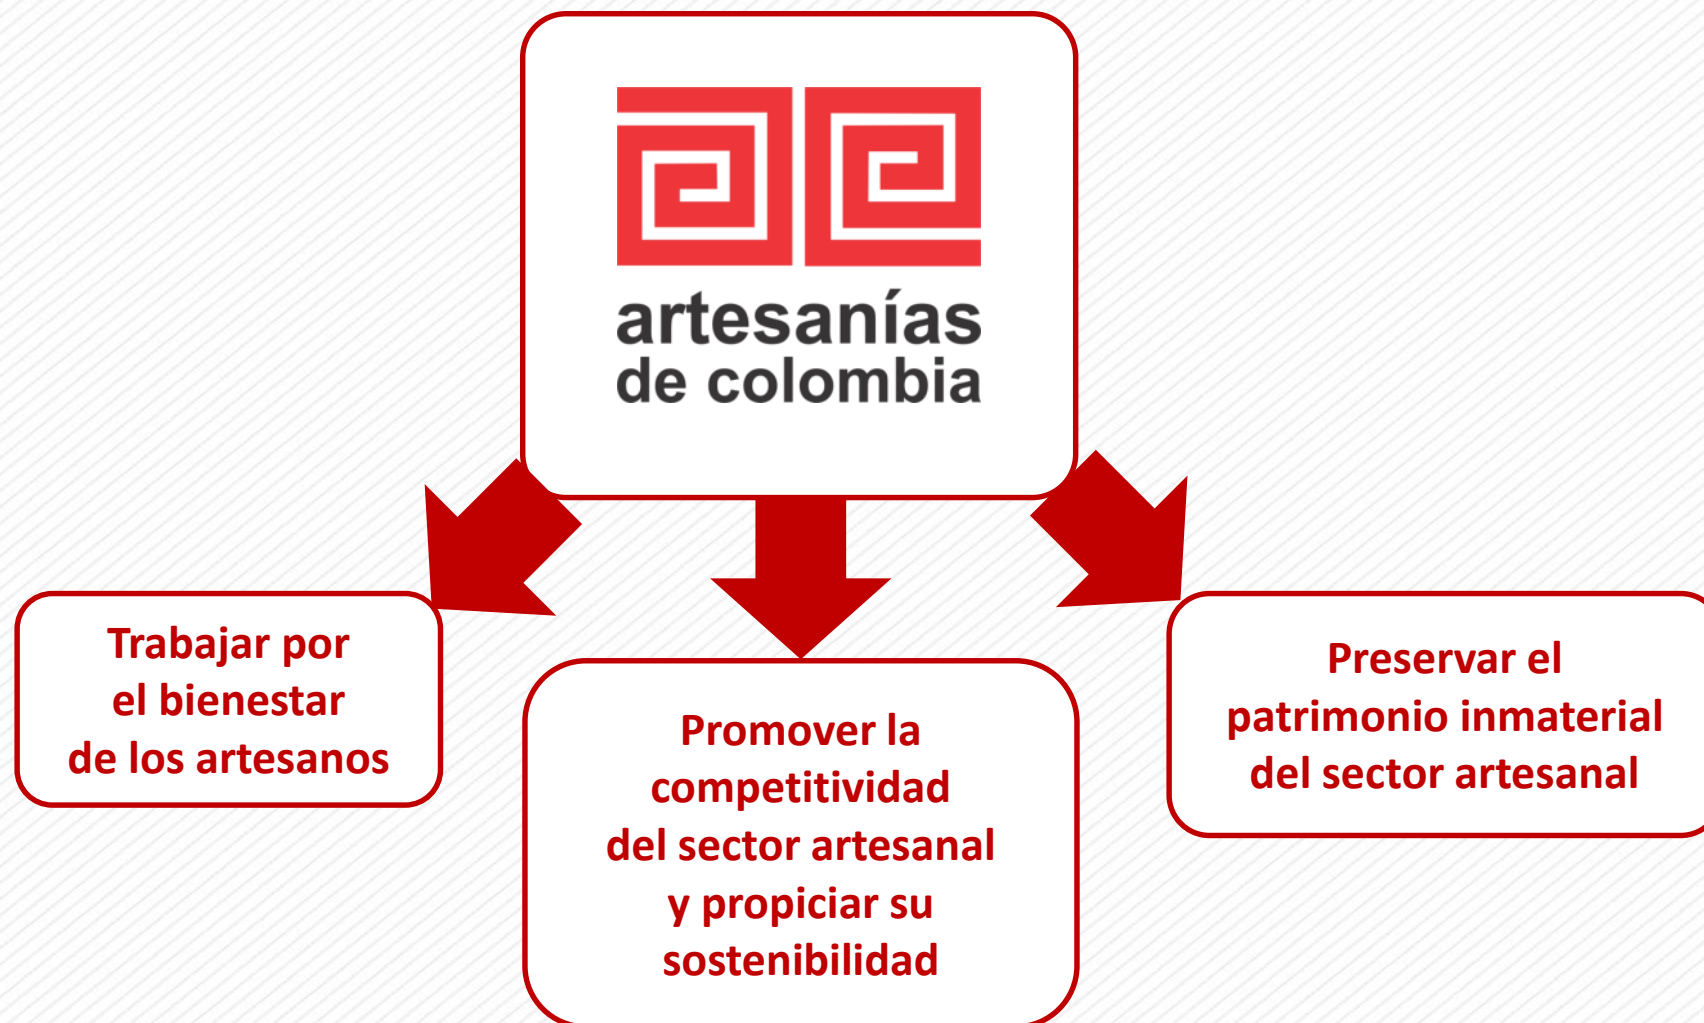 artesanías
de colombia
Trabajar por
el bienestar
de los artesanos
Promover la
competitividad
del sector artesanal
y propiciar su
sostenibilidad
Preservar el
patrimonio inmaterial
del sector artesanal